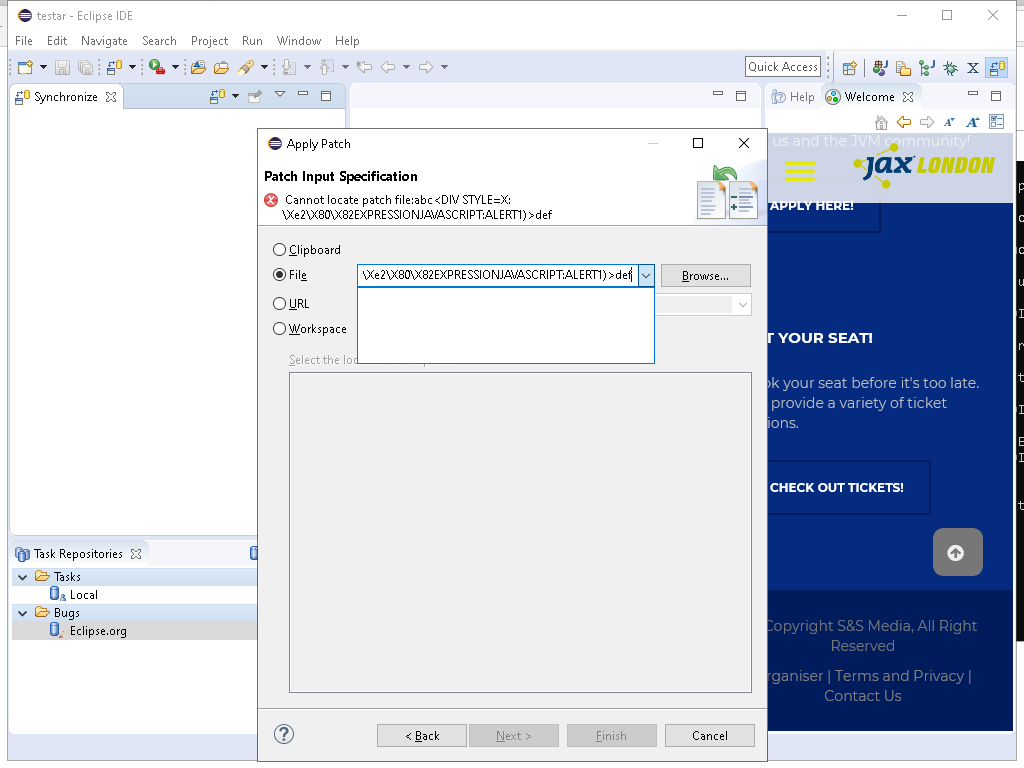 testar - Eclipse IDE
File Edit Navigate Search Project Run Window Help
Quick Access
Synchronize
Help Welcome
us and the JVM community!
jax LONDON
APPLY HERE!
Apply Patch
Patch Input Specification
Cannot locate patch file:abc<DIV STYLE=X:
\Xe2\X80\X82EXPRESSIONJAVASCRIPT:ALERT1)>def
Clipboard
File \Xe2\X80\X82EXPRESSIONJAVASCRIPT:ALERT1)>def Browse...
URL
Workspace
Select the
T YOUR SEAT!
ok your seat before it's too late.
provide a variety of ticket
ions.
CHECK OUT TICKETS!
Task Repositories
Tasks
Local
Bugs
Eclipse.org
Copyright S&S Media, All Right
Reserved
rganiser | Terms and Privacy |
Contact Us
< Back Next > Finish Cancel